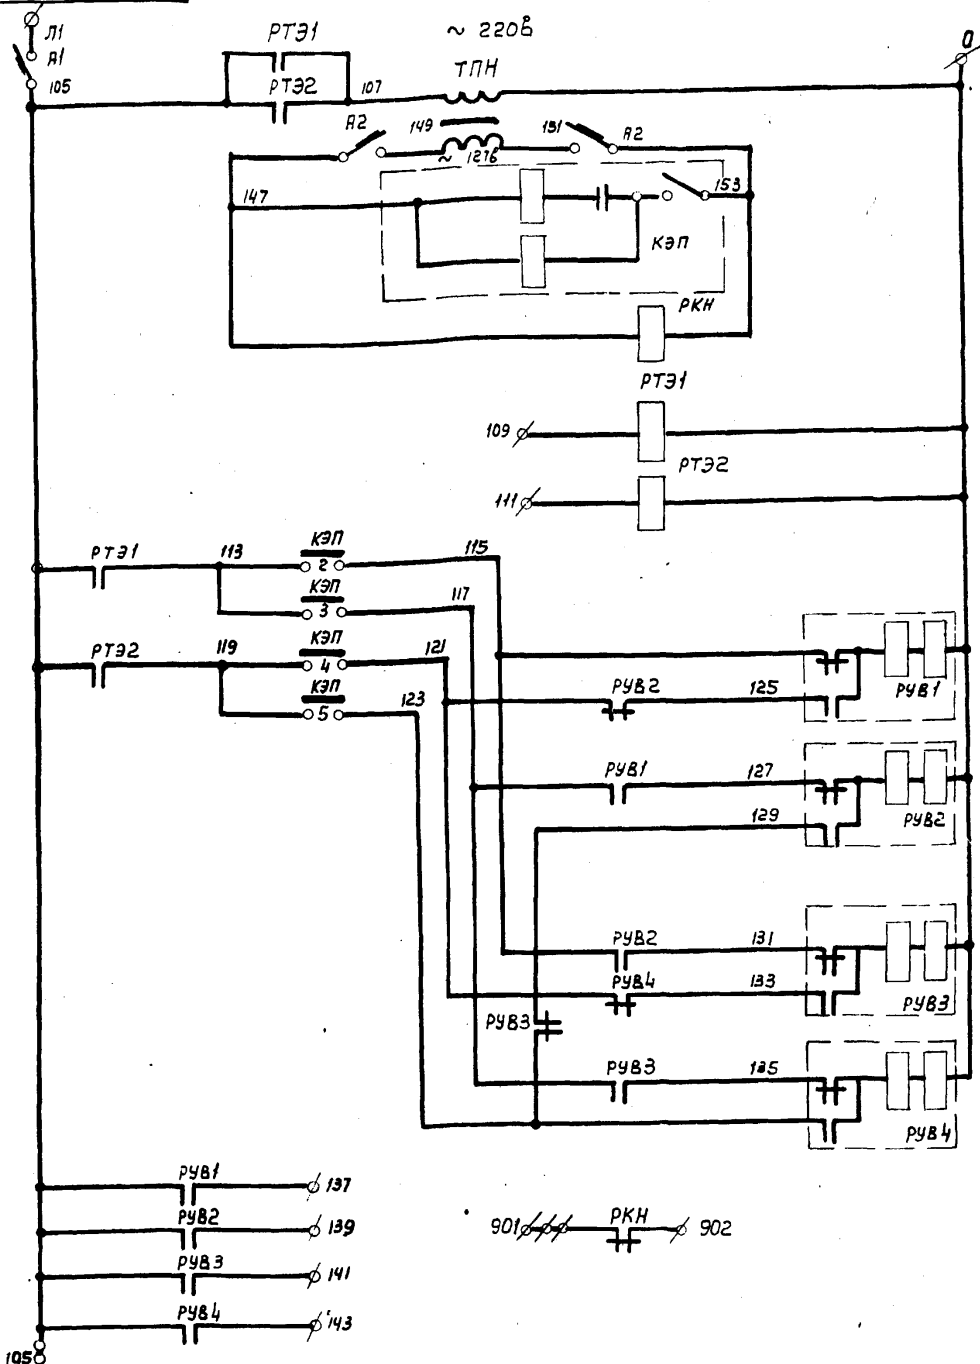 Л1
А1
105
РТЭ1
РТЭ2
107
~ 220В
ТПН
0
А2
149
~ 127В
151
А2
147
153
КЭП
РКН
РТЭ1
109
РТЭ2
111
РТЭ1
113
КЭП
2
115
КЭП
3
117
РТЭ2
119
КЭП
4
121
КЭП
5
123
РУВ2
125
РУВ1
РУВ1
127
129
РУВ2
РУВ2
131
РУВ4
133
РУВ3
РУВ3
РУВ3
135
РУВ4
РУВ1
137
РУВ2
139
РУВ3
141
РУВ4
143
105
901
РКН
902